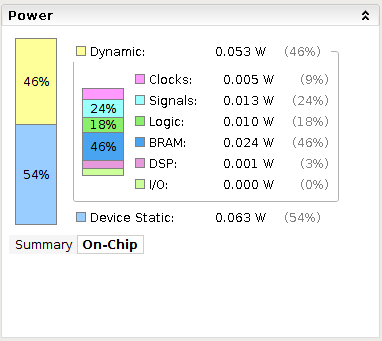 Power
46%
54%
Dynamic: 0.053 W (46%)
24%
18%
46%
Clocks: 0.005 W (9%)
Signals: 0.013 W (24%)
Logic: 0.010 W (18%)
BRAM: 0.024 W (46%)
DSP: 0.001 W (3%)
I/O: 0.000 W (0%)
Device Static: 0.063 W (54%)
Summary On-Chip